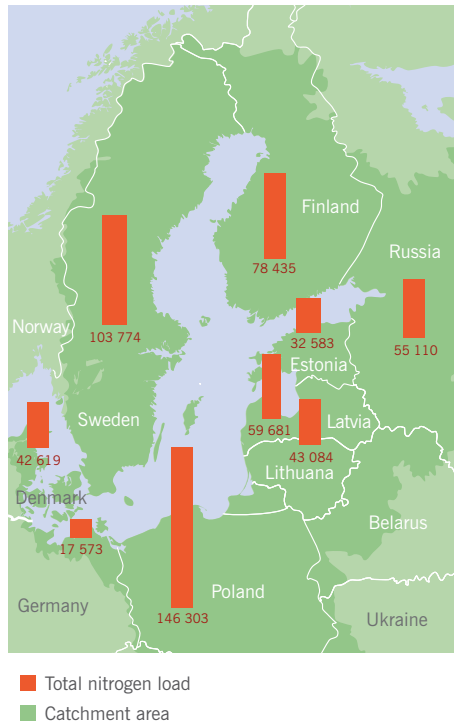 Finland
78 435
Russia
Norway
103 774
32 583
55 110
Estonia
Sweden
59 681
Latvia
42 619
43 084
Lithuana
Denmark
Belarus
17 573
Poland
Germany
146 303
Ukraine
Total nitrogen load
Catchment area